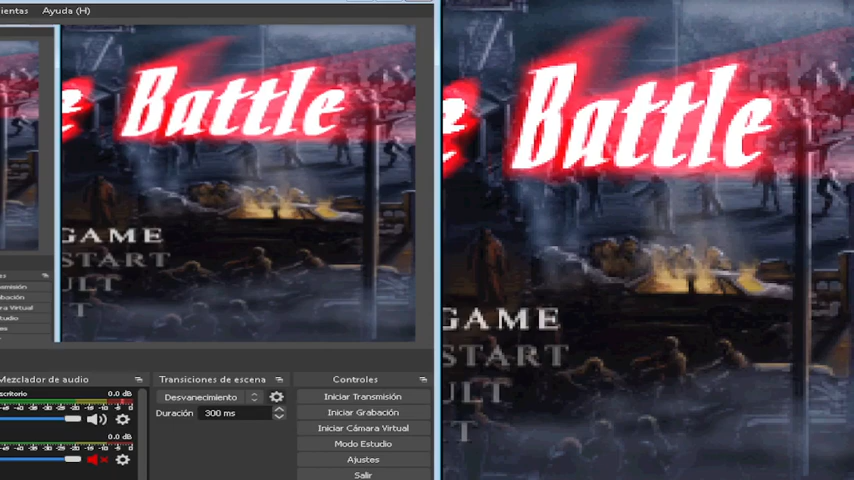 ientas Ayuda (H)
e Battle
GAME
START
ULT
T
e Battle
GAME
START
ULT
T
Mezclador de audio
Transiciones de escena
Controles
scritorio
0.0 dB
0.0 dB
Desvanecimiento
Duración 300 ms
Iniciar Transmisión
Iniciar Grabación
Iniciar Cámara Virtual
Modo Estudio
Ajustes
Salir